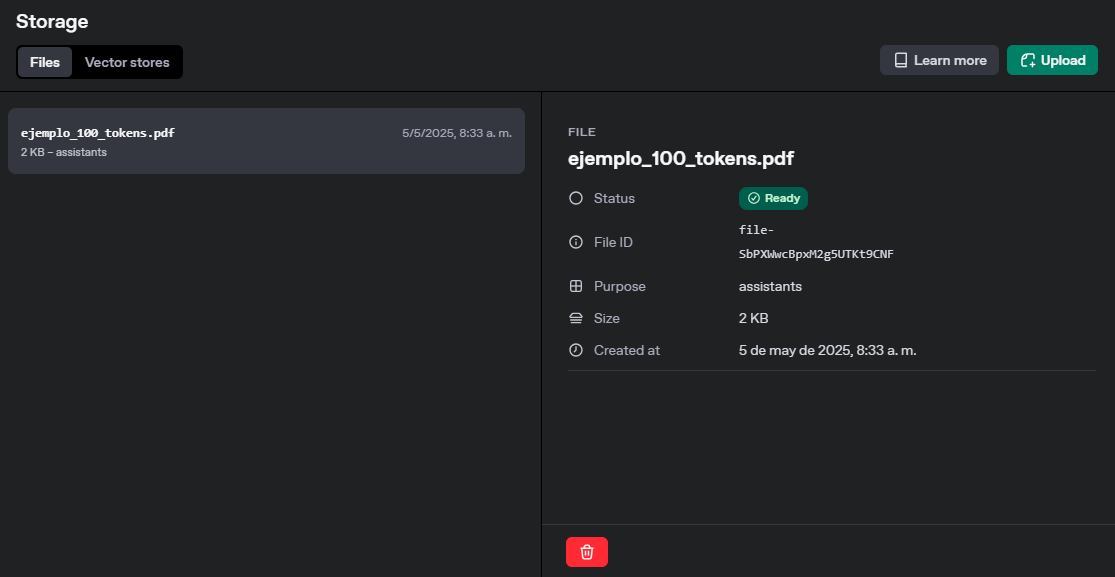 Storage
Files
Vector stores
Learn more
Upload
ejemplo_100_tokens.pdf
5/5/2025, 8:33 a. m.
2 KB – assistants
FILE
ejemplo_100_tokens.pdf
Status
Ready
File ID
file-
SbPXWwcBpxM2g5UTKt9CNF
Purpose
assistants
Size
2 KB
Created at
5 de may de 2025, 8:33 a. m.